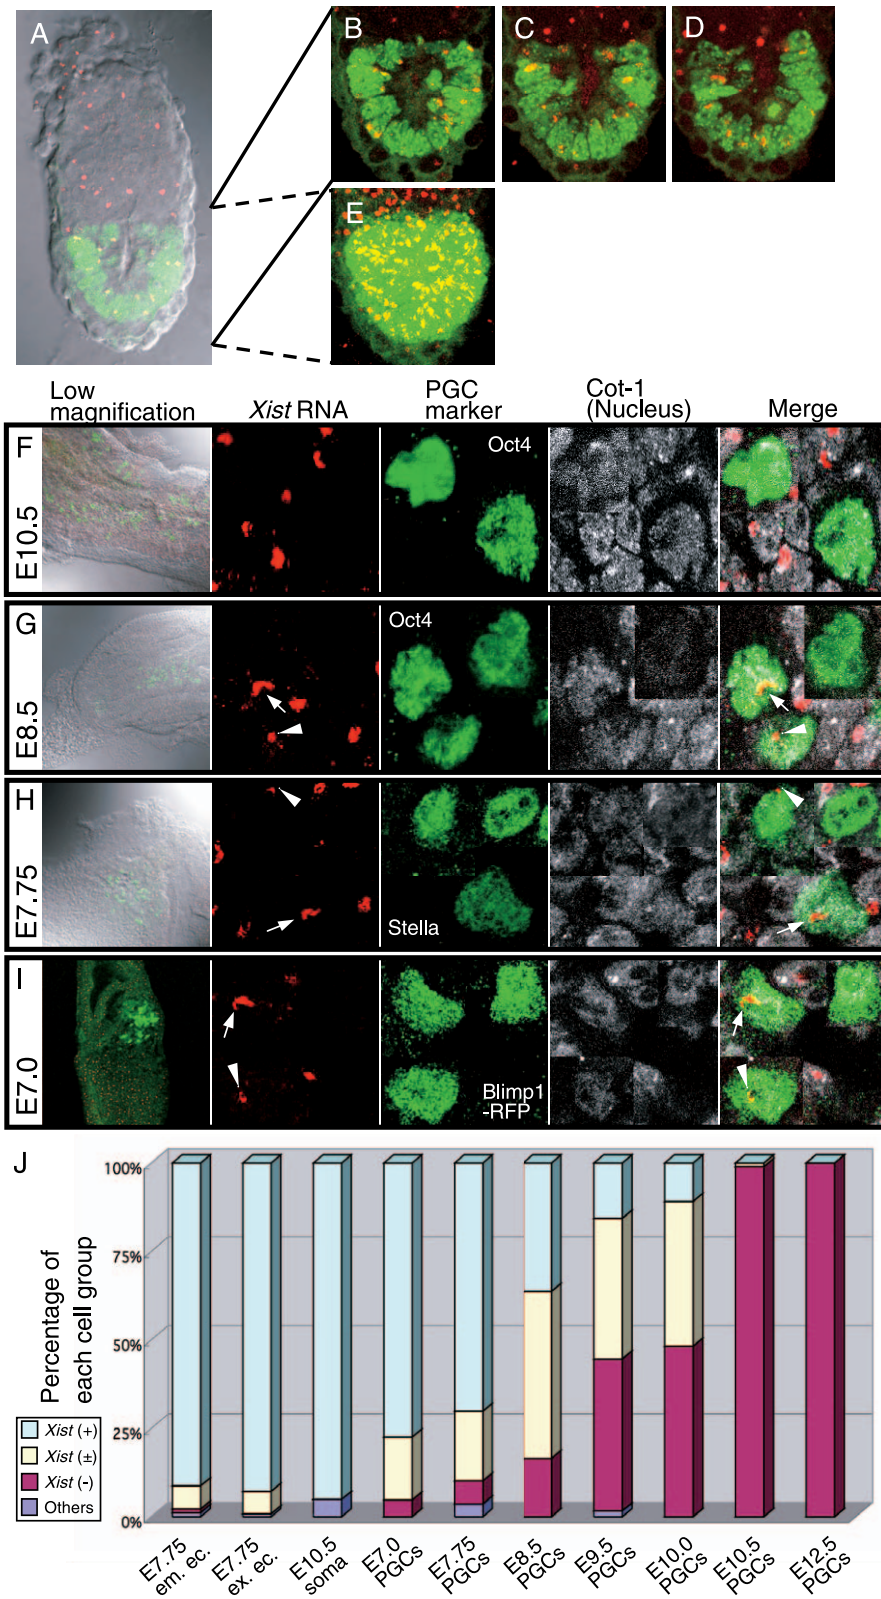 A
B
C
D
E
Low
magnification
Xist RNA
PGC
marker
Cot-1
(Nucleus)
Merge
F
E10.5
Oct4
G
E8.5
Oct4
H
E7.75
Stella
I
E7.0
Blimp1
-RFP
J
Percentage of
each cell group
100%
75%
50%
25%
0%
Xist (+)
Xist (±)
Xist (-)
Others
E7.75
em. ec.
E7.75
ex. ec.
E10.5
soma
E7.0
PGCs
E7.75
PGCs
E8.5
PGCs
E9.5
PGCs
E10.0
PGCs
E10.5
PGCs
E12.5
PGCs